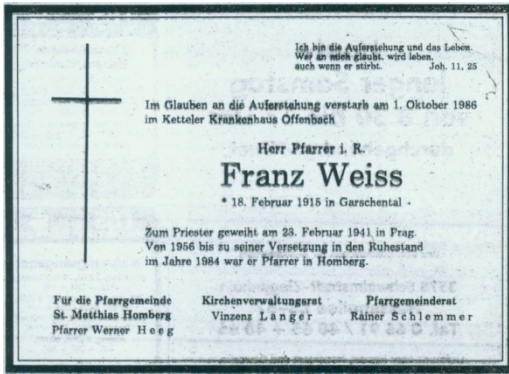 Ich bin die Auferstehung und das Leben.
Wer an mich glaubt, wird leben,
auch wenn er stirbt. Joh. 11, 25
Im Glauben an die Auferstehung verstarb am 1. Oktober 1986
im Ketteler Krankenhaus Offenbach
Herr Pfarrer i. R.
Franz Weiss
* 18. Februar 1915 in Garschental
Zum Priester geweiht am 23. Februar 1941 in Prag.
Von 1956 bis zu seiner Versetzung in den Ruhestand
im Jahre 1984 war er Pfarrer in Homberg.
Für die Pfarrgemeinde
St. Matthias Homberg
Pfarrer Werner Heeg
Kirchenverwaltungsrat
Vinzenz Langer
Pfarrgemeinderat
Rainer Schlemmer